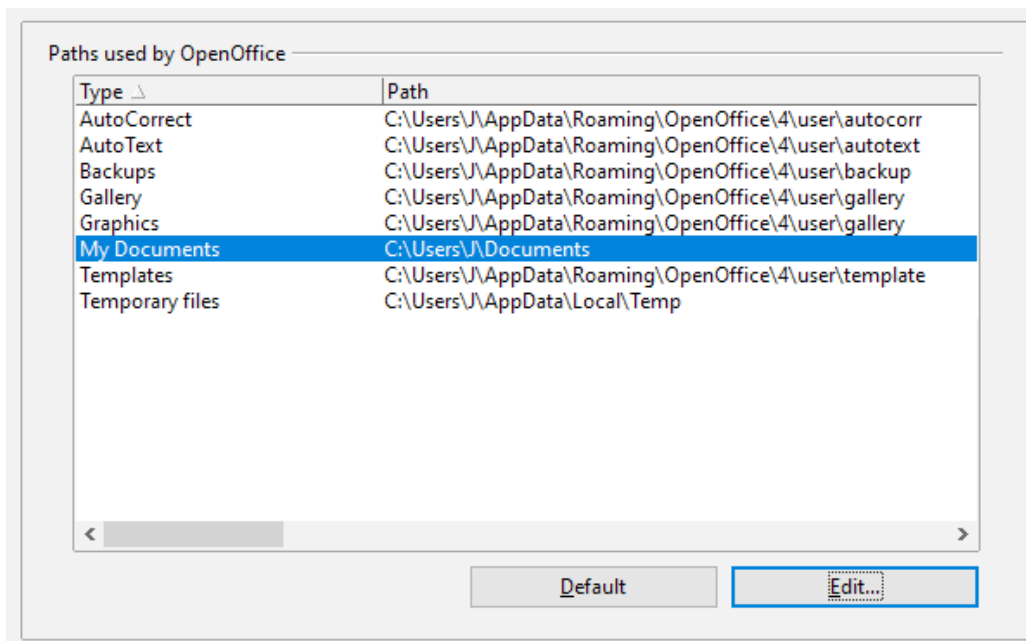 Paths used by OpenOffice
Type Path
AutoCorrect C:\Users\J\AppData\Roaming\OpenOffice\4\user\autocorr
AutoText C:\Users\J\AppData\Roaming\OpenOffice\4\user\autotext
Backups C:\Users\J\AppData\Roaming\OpenOffice\4\user\backup
Gallery C:\Users\J\AppData\Roaming\OpenOffice\4\user\gallery
Graphics C:\Users\J\AppData\Roaming\OpenOffice\4\user\gallery
My Documents C:\Users\J\Documents
Templates C:\Users\J\AppData\Roaming\OpenOffice\4\user\template
Temporary files C:\Users\J\AppData\Local\Temp
Default Edit...